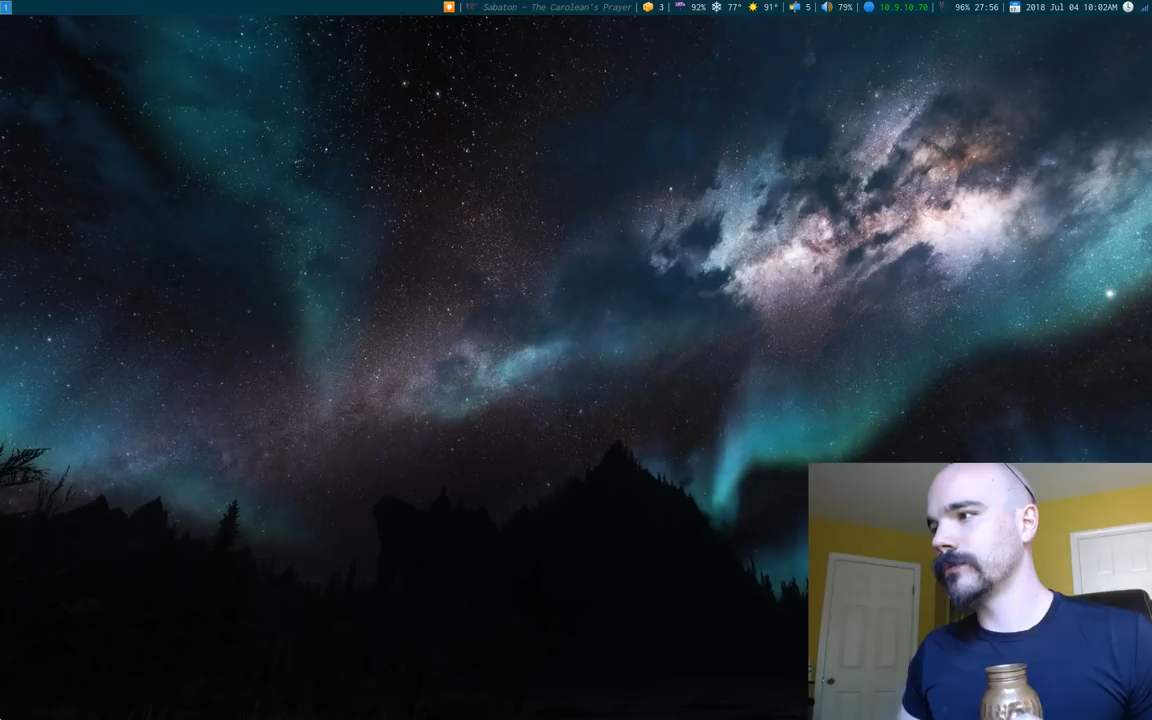 1 Sabaton - The Carolean's Prayer | 3 | 92% 77° 91° | 5 | 79% | 10.9.10.70 | 96% 27:56 | 2018 Jul 04 10:02AM